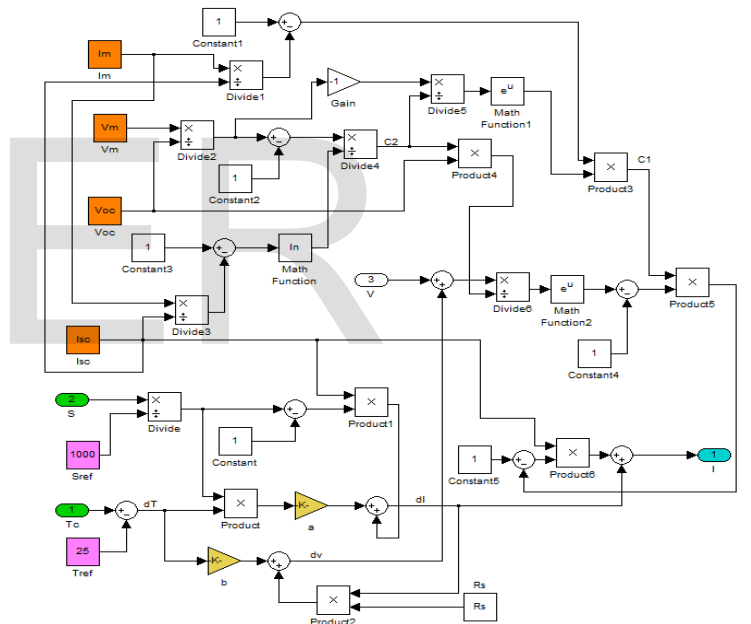 1
Constant1
Im
Im
×
÷
Divide1
-1
Gain
×
÷
Divide5
e^u
Math
Function1
Vm
Vm
×
÷
Divide2
×
÷
Divide4
C2
×
Product4
×
Product3
C1
1
Constant2
Voc
Voc
1
Constant3
ln
Math
Function
3
V
×
÷
Divide6
e^u
Math
Function2
×
Product5
×
÷
Divide3
Isc
Isc
1
Constant4
2
S
×
÷
Divide
×
Product1
1
Constant
1000
Sref
1
Constant5
×
Product6
1
I
1
Tc
dT
×
Product
K-
a
dI
25
Tref
K-
b
dv
×
Product2
Rs
Rs
ER